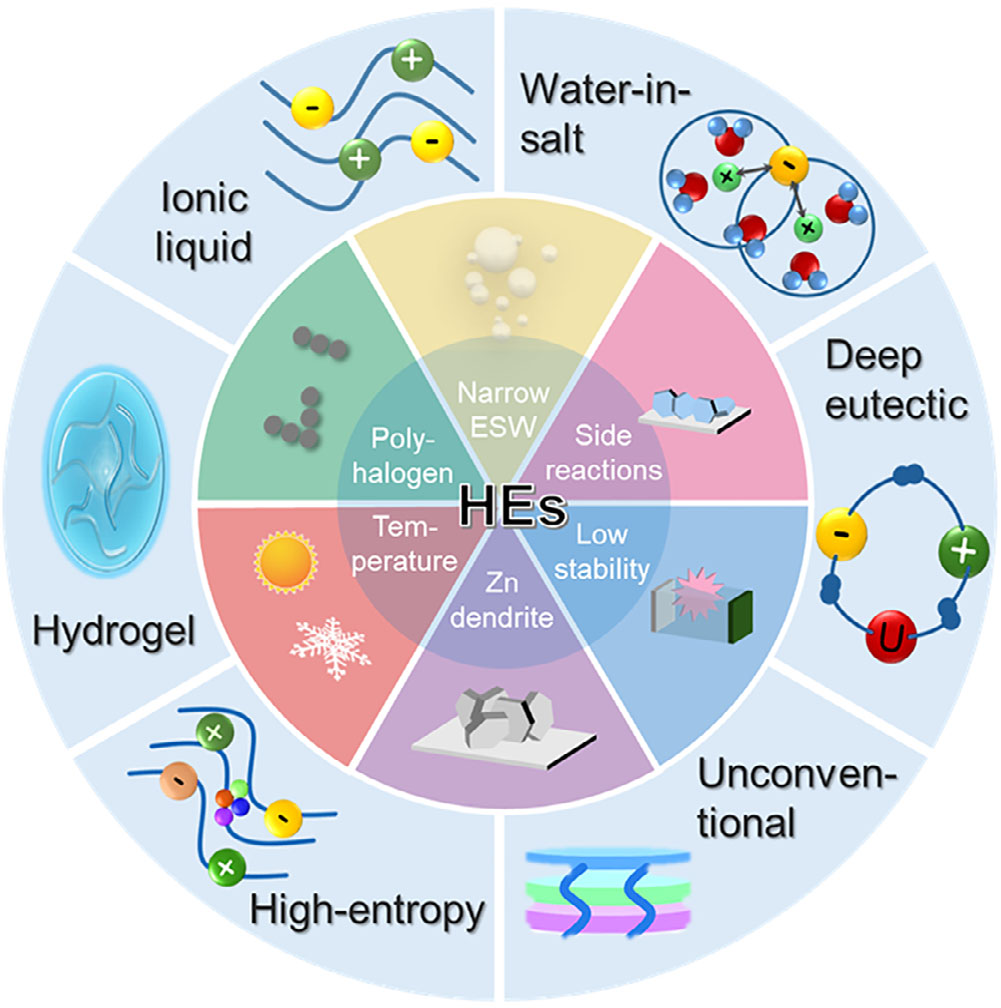 Water-in-
salt
Ionic
liquid
Deep
eutectic
U
Unconven-
tional
High-entropy
Hydrogel
Narrow
ESW
Side
reactions
Low
stability
Zn
dendrite
Tem-
perature
Poly-
halogen
HEs